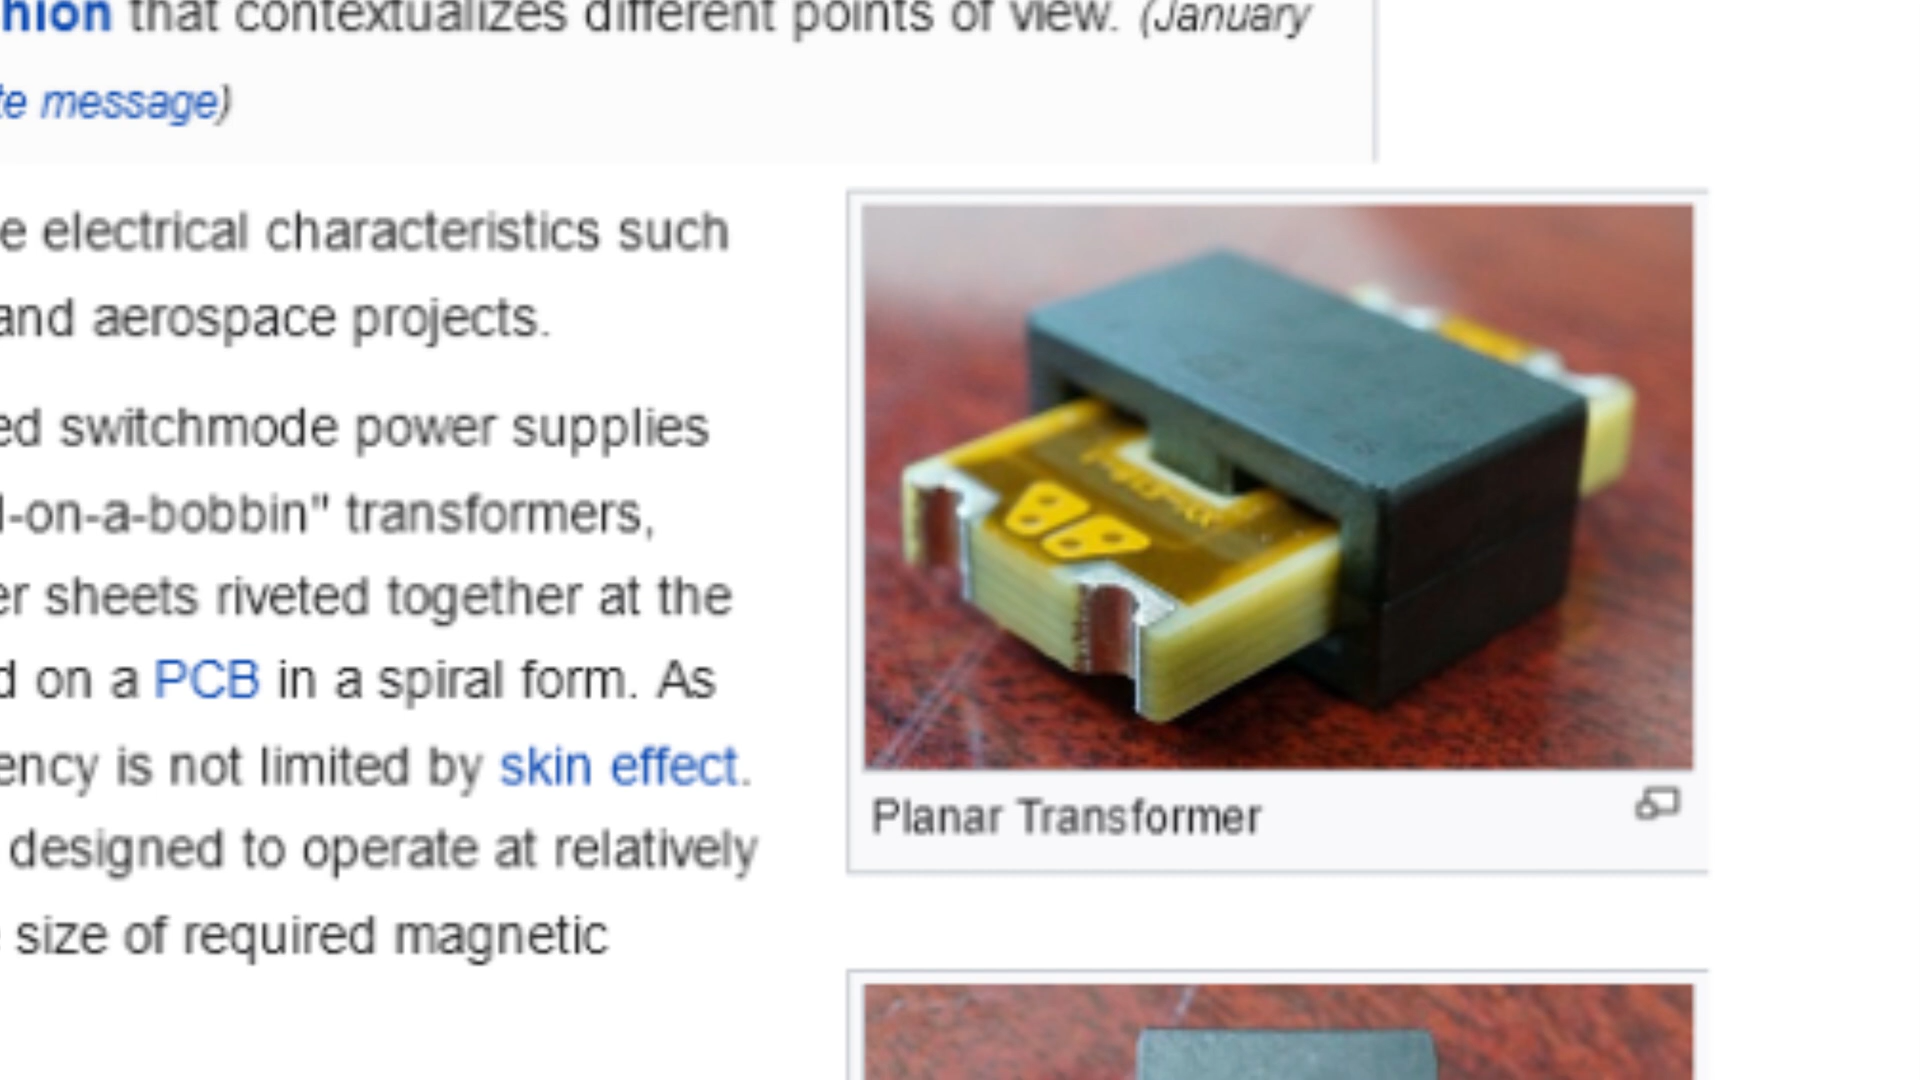 hion that contextualizes different points of view. (January
te message)
e electrical characteristics such
and aerospace projects.
ed switchmode power supplies
-on-a-bobbin" transformers,
er sheets riveted together at the
d on a PCB in a spiral form. As
ency is not limited by skin effect.
designed to operate at relatively
size of required magnetic
Planar Transformer